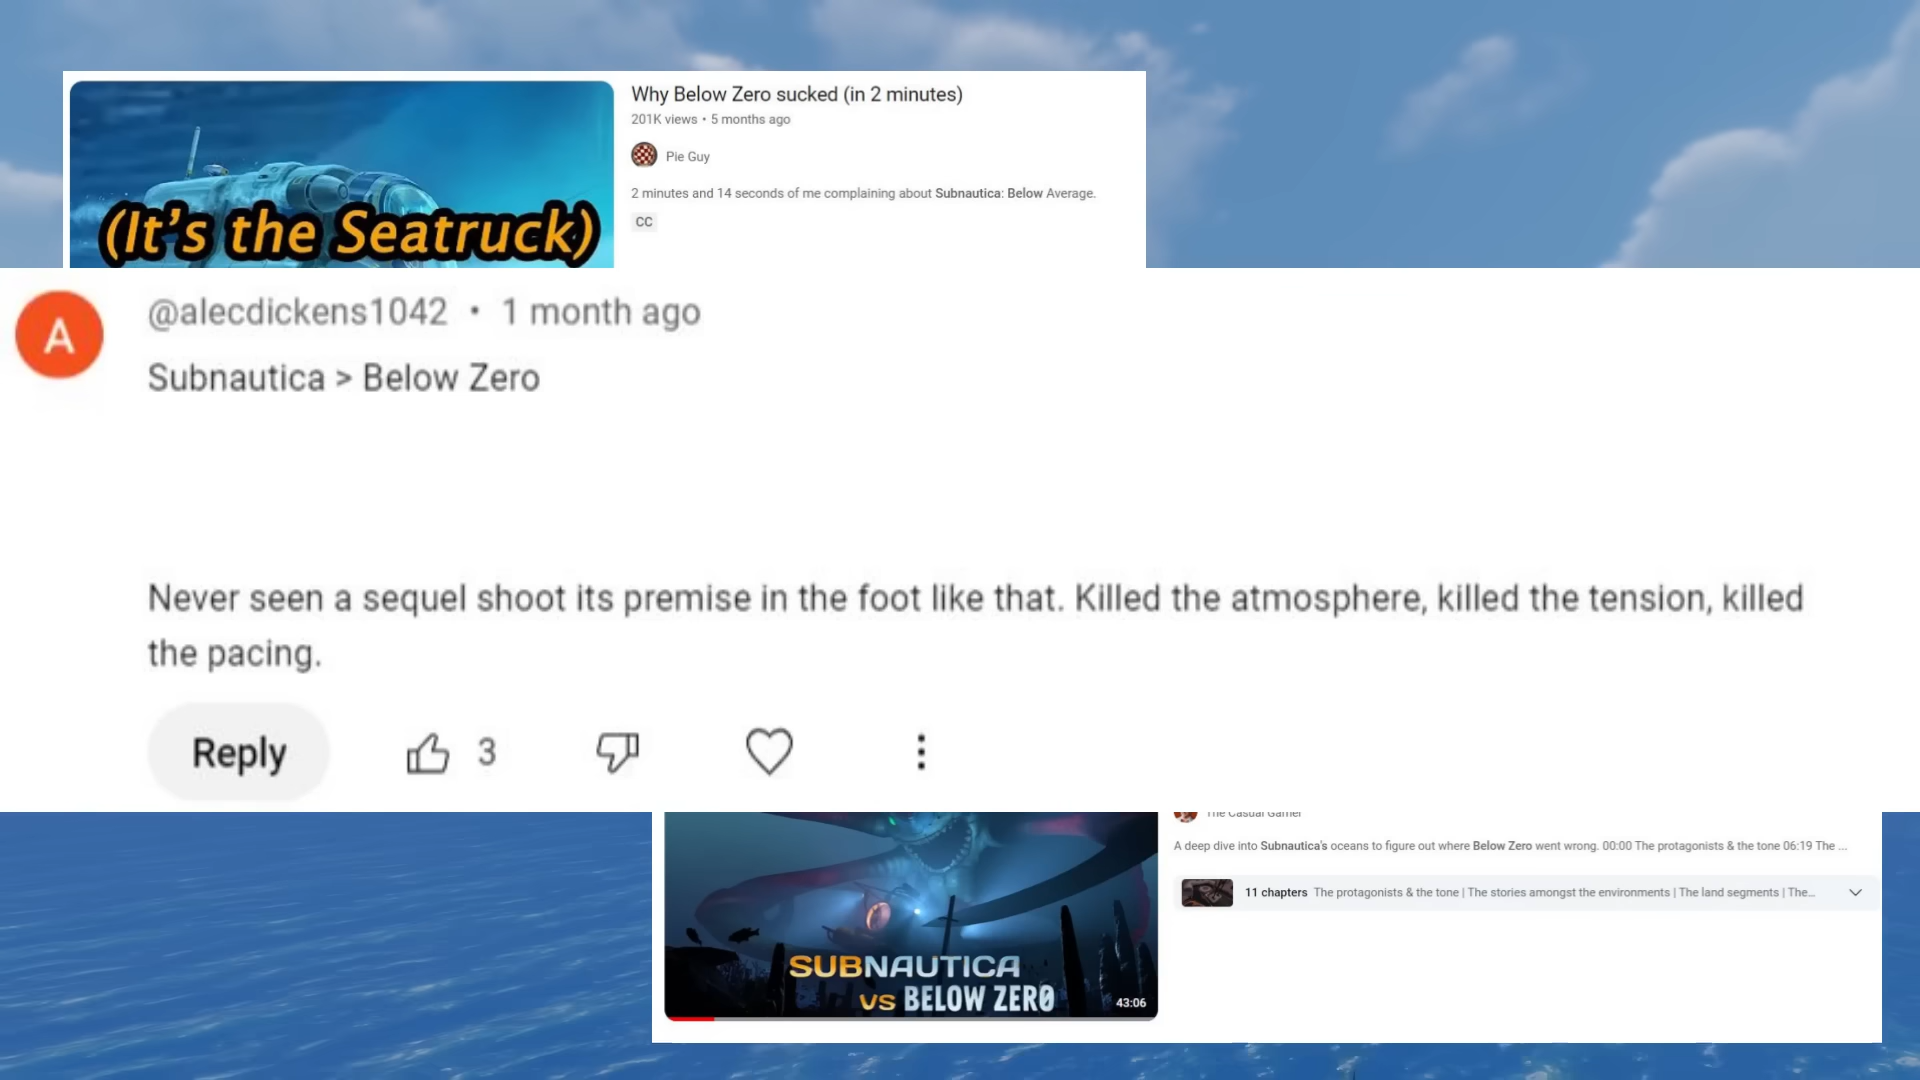 Why Below Zero sucked (in 2 minutes)
201K views • 5 months ago
Pie Guy
2 minutes and 14 seconds of me complaining about Subnautica: Below Average.
CC
(It's the Seatruck)
A
@alecdickens1042 • 1 month ago
Subnautica > Below Zero
Never seen a sequel shoot its premise in the foot like that. Killed the atmosphere, killed the tension, killed
the pacing.
Reply
3
The Casual Gamer
A deep dive into Subnautica's oceans to figure out where Below Zero went wrong. 00:00 The protagonists & the tone 06:19 The ...
11 chapters The protagonists & the tone | The stories amongst the environments | The land segments | The...
SUBNAUTICA
VS BELOW ZERO
43:06